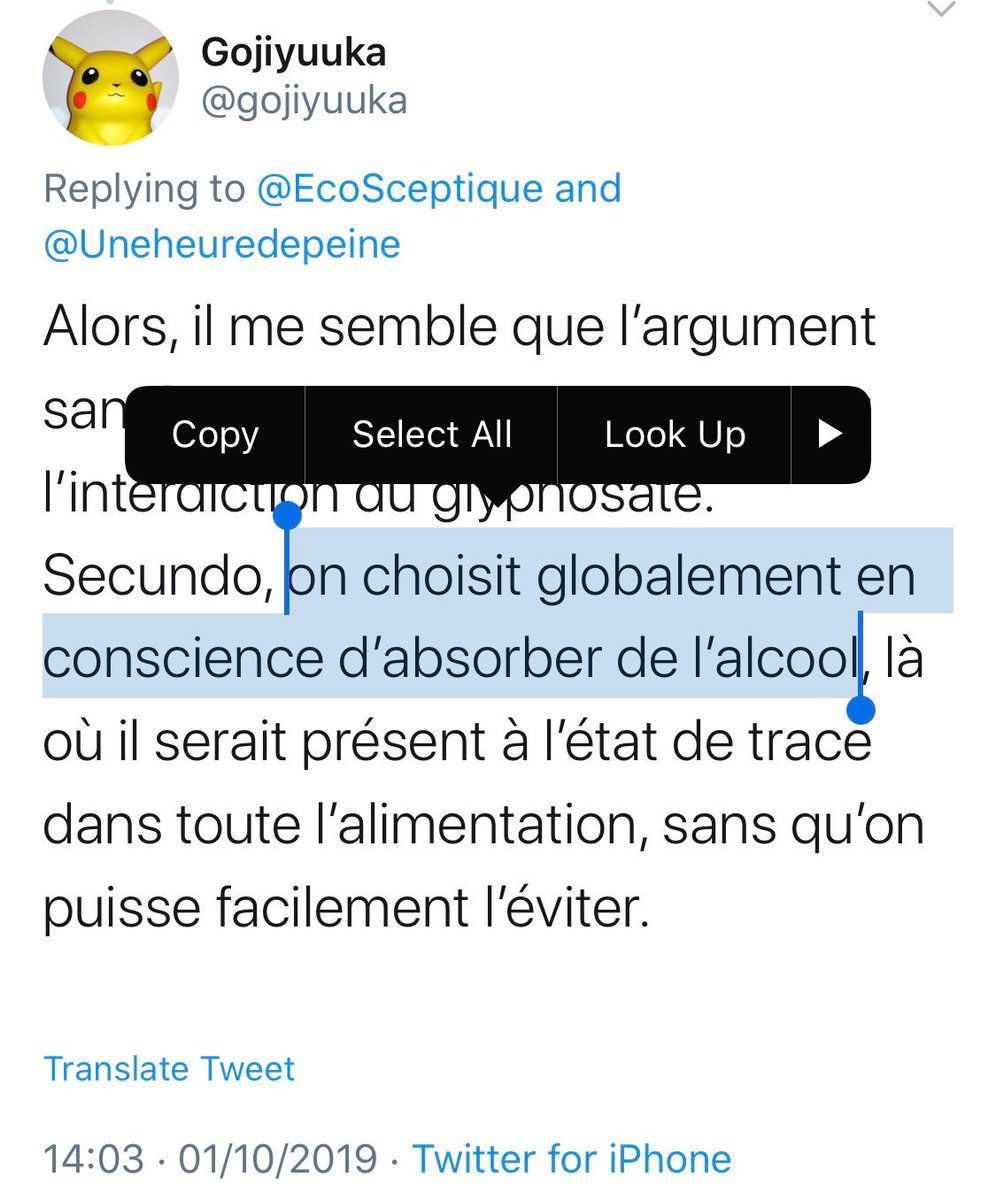 Gojiyuuka
@gojiyuuka
Replying to @EcoSceptique and
@Uneheuredepeine
Alors, il me semble que l’argument
Copy Select All Look Up ▶
l’interdiction du glyphosate.
Secundo, on choisit globalement en
conscience d’absorber de l’alcool, là
où il serait présent à l’état de trace
dans toute l’alimentation, sans qu’on
puisse facilement l’éviter.
Translate Tweet
14:03 · 01/10/2019 · Twitter for iPhone